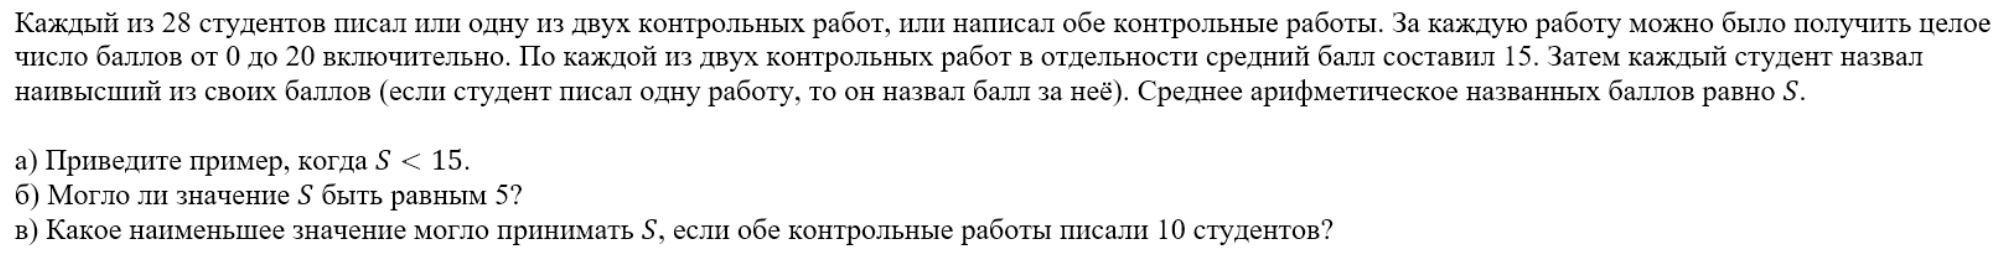 Каждый из 28 студентов писал или одну из двух контрольных работ, или написал обе контрольные работы. За каждую работу можно было получить целое
число баллов от 0 до 20 включительно. По каждой из двух контрольных работ в отдельности средний балл составил 15. Затем каждый студент назвал
наивысший из своих баллов (если студент писал одну работу, то он назвал балл за неё). Среднее арифметическое названных баллов равно S.
а) Приведите пример, когда S < 15.
б) Могло ли значение S быть равным 5?
в) Какое наименьшее значение могло принимать S, если обе контрольные работы писали 10 студентов?